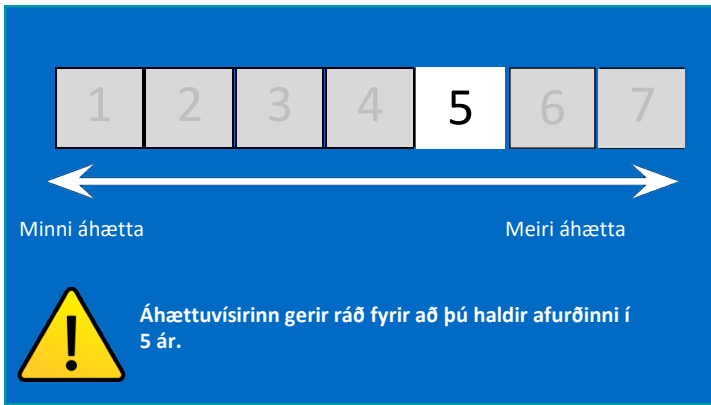 1 2 3 4 5 6 7
Minni áhætta Meiri áhætta
Áhættuvísirinn gerir ráð fyrir að þú haldir afurðinni í
5 ár.